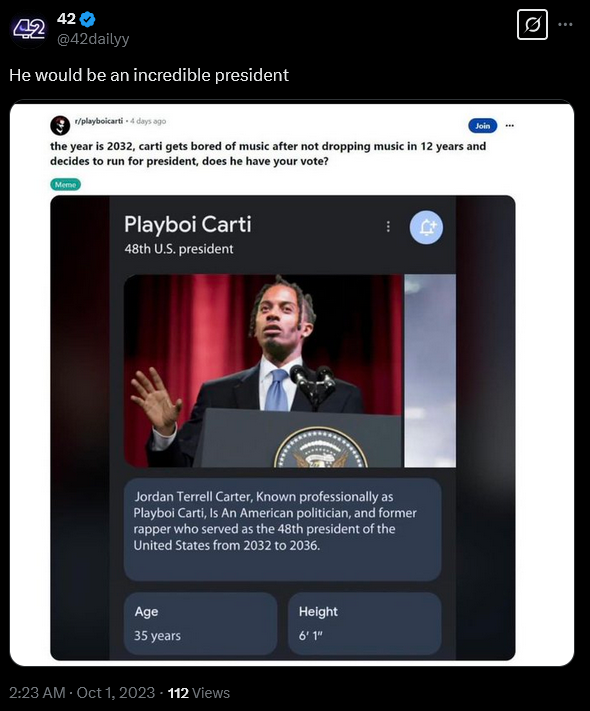 42
@42dailyy
He would be an incredible president
r/playboicarti • 4 days ago
Join
the year is 2032, carti gets bored of music after not dropping music in 12 years and
decides to run for president, does he have your vote?
Meme
Playboi Carti
48th U.S. president
Jordan Terrell Carter, Known professionally as
Playboi Carti, Is An American politician, and former
rapper who served as the 48th president of the
United States from 2032 to 2036.
Age
35 years
Height
6' 1"
2:23 AM · Oct 1, 2023 · 112 Views